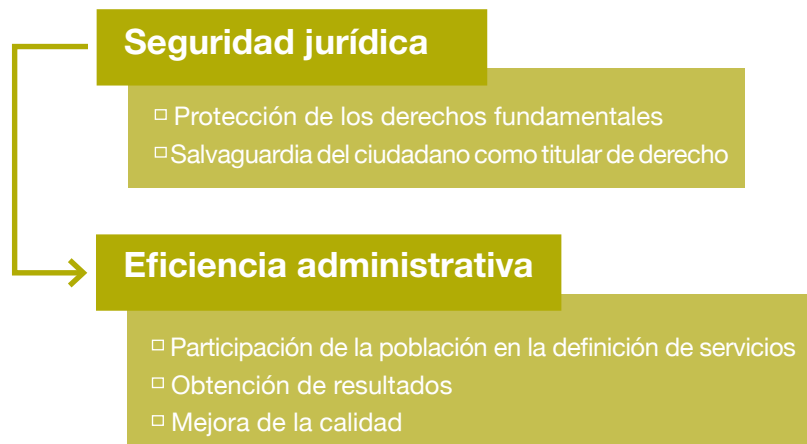 Seguridad jurídica
▫ Protección de los derechos fundamentales
▫ Salvaguardia del ciudadano como titular de derecho
Eficiencia administrativa
▫ Participación de la población en la definición de servicios
▫ Obtención de resultados
▫ Mejora de la calidad